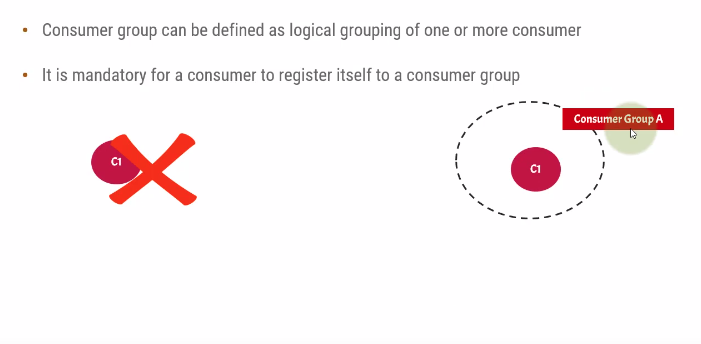 Consumer group can be defined as logical grouping of one or more consumer
It is mandatory for a consumer to register itself to a consumer group
Consumer Group A
C1
C1